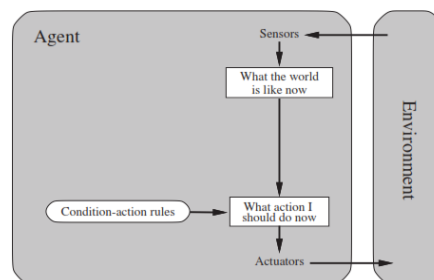 Agent
Sensors
What the world
is like now
Environment
Condition-action rules
What action I
should do now
Actuators